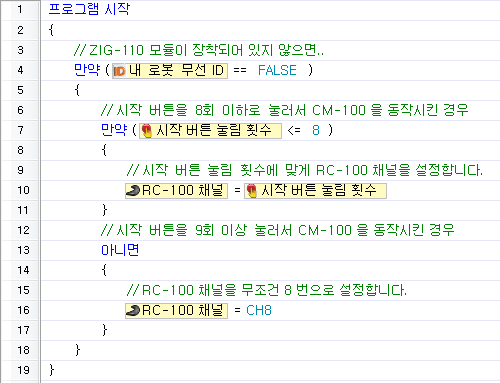 1 프로그램 시작
2 {
3 // ZIG-110 모듈이 장착되어 있지 않으면..
4 만약 ( 내 로봇 무선 ID == FALSE )
5 {
6 // 시작 버튼을 8회 이하로 눌러서 CM-100 을 동작시킨 경우
7 만약 ( 시작 버튼 눌림 횟수 <= 8 )
8 {
9 // 시작 버튼 눌림 횟수에 맞게 RC-100 채널을 설정합니다.
10 RC-100 채널 = 시작 버튼 눌림 횟수
11 }
12 // 시작 버튼을 9회 이상 눌러서 CM-100 을 동작시킨 경우
13 아니면
14 {
15 // RC-100 채널을 무조건 8 번으로 설정합니다.
16 RC-100 채널 = CH8
17 }
18 }
19 }